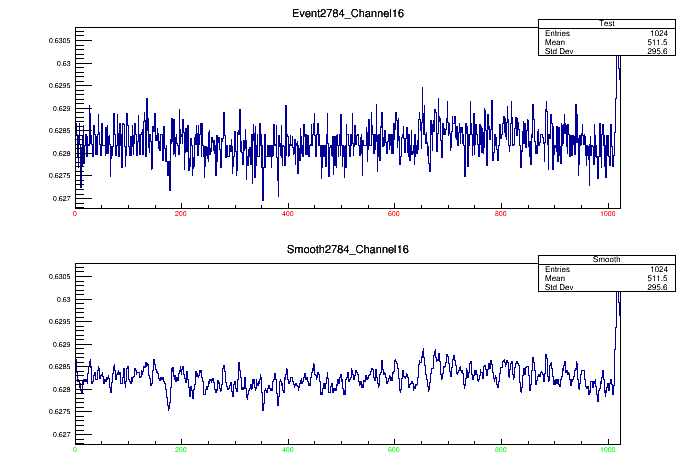 Event2784_Channel16
Test
Entries 1024
Mean 511.5
Std Dev 295.6
0.6305
0.63
0.6295
0.629
0.6285
0.628
0.6275
0.627
0 200 400 600 800 1000
Smooth2784_Channel16
Smooth
Entries 1024
Mean 511.5
Std Dev 295.6
0.6305
0.63
0.6295
0.629
0.6285
0.628
0.6275
0.627
0 200 400 600 800 1000